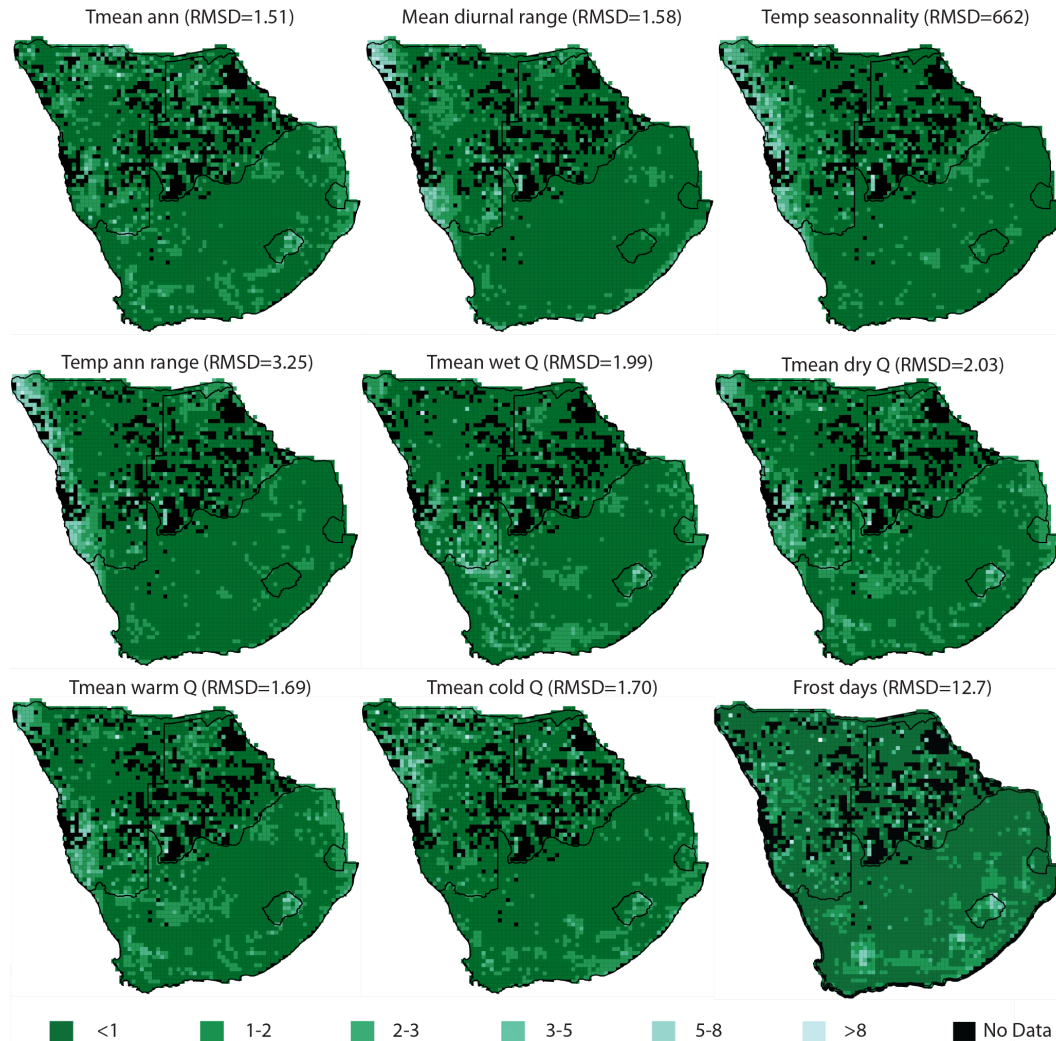 Tmean ann (RMSD=1.51)
Mean diurnal range (RMSD=1.58)
Temp seasonnality (RMSD=662)
Temp ann range (RMSD=3.25)
Tmean wet Q (RMSD=1.99)
Tmean dry Q (RMSD=2.03)
Tmean warm Q (RMSD=1.69)
Tmean cold Q (RMSD=1.70)
Frost days (RMSD=12.7)
<1 1-2 2-3 3-5 5-8 >8 No Data